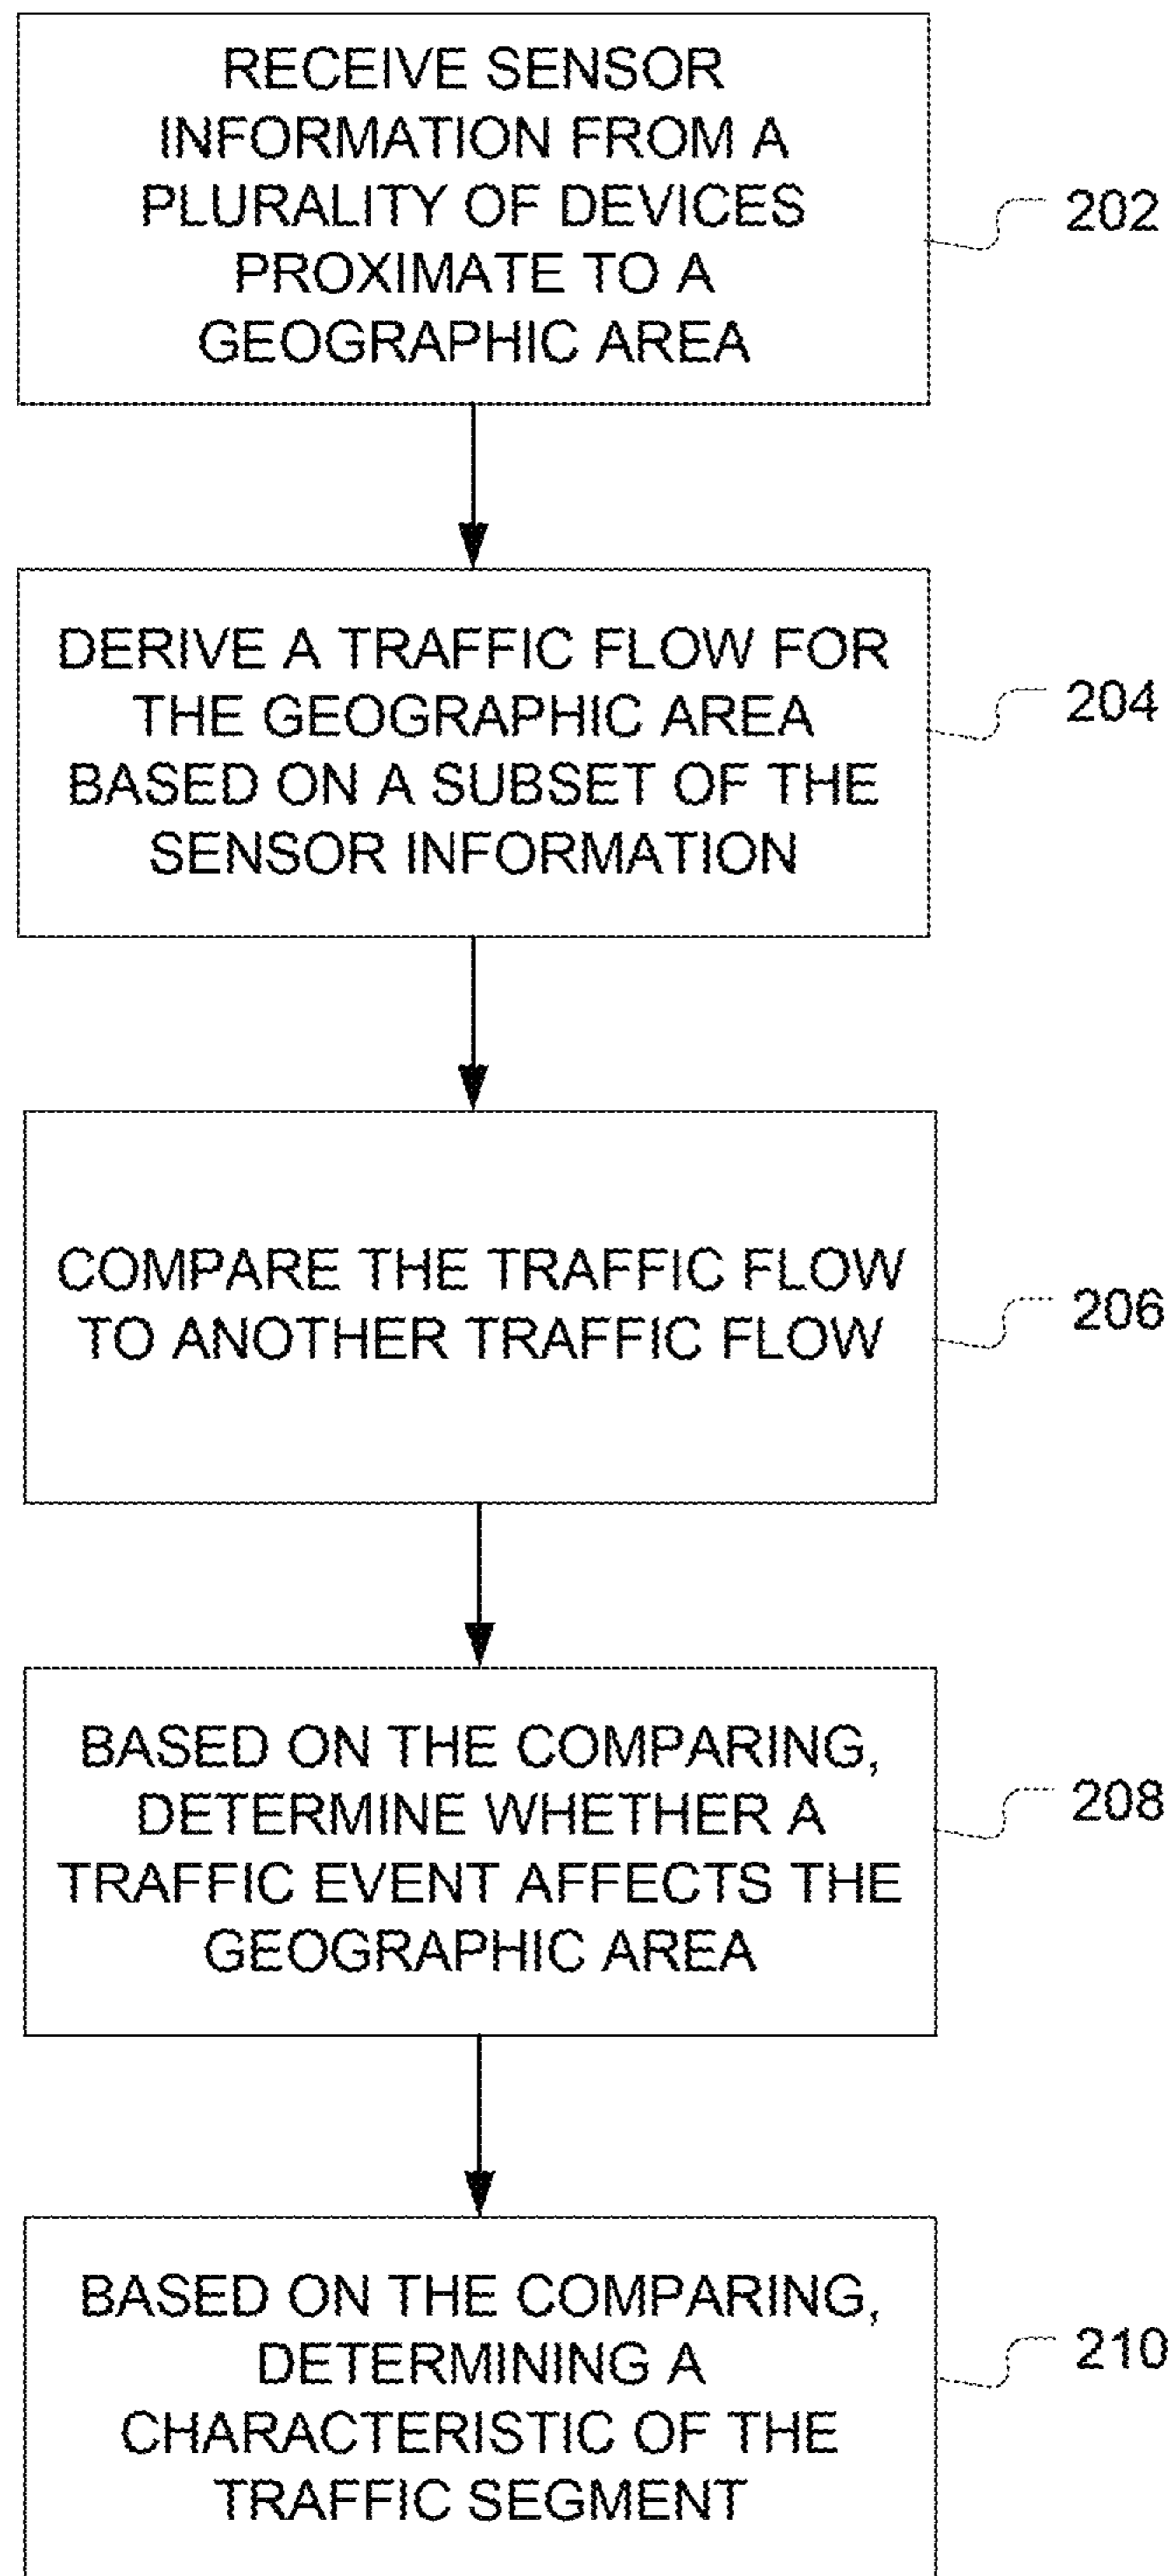 RECEIVE SENSOR
INFORMATION FROM A
PLURALITY OF DEVICES
PROXIMATE TO A
GEOGRAPHIC AREA
202
DERIVE A TRAFFIC FLOW FOR
THE GEOGRAPHIC AREA
BASED ON A SUBSET OF THE
SENSOR INFORMATION
204
COMPARE THE TRAFFIC FLOW
TO ANOTHER TRAFFIC FLOW
206
BASED ON THE COMPARING,
DETERMINE WHETHER A
TRAFFIC EVENT AFFECTS THE
GEOGRAPHIC AREA
208
BASED ON THE COMPARING,
DETERMINING A
CHARACTERISTIC OF THE
TRAFFIC SEGMENT
210